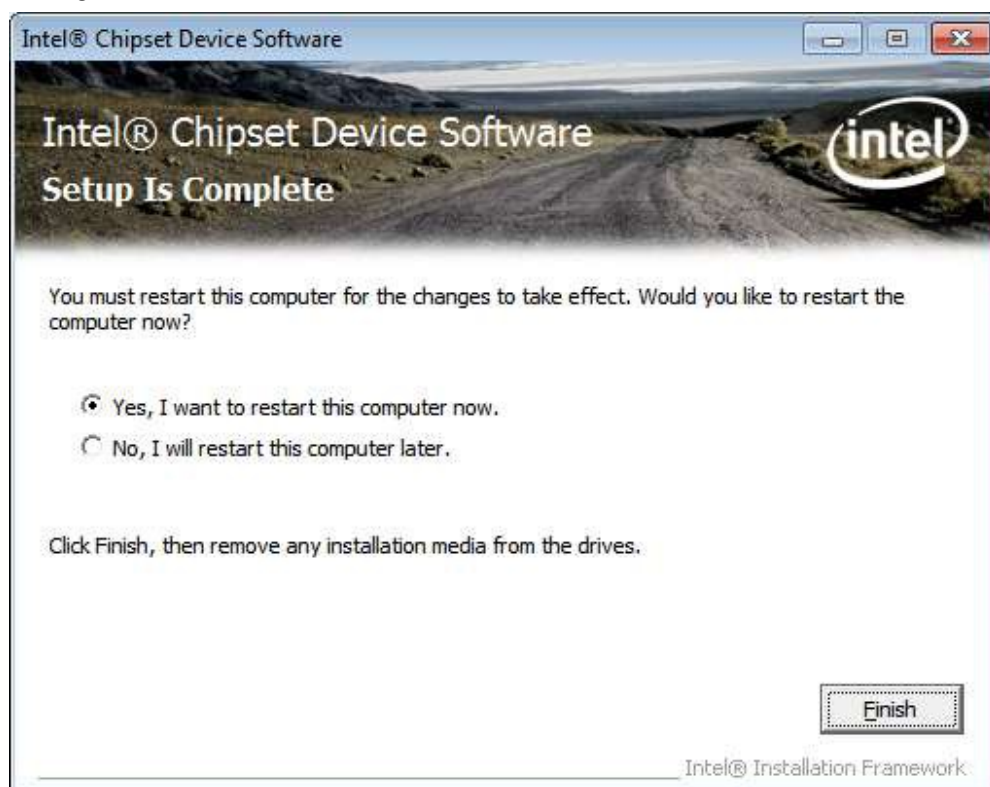 Intel® Chipset Device Software
Intel® Chipset Device Software
intel
Setup Is Complete
You must restart this computer for the changes to take effect. Would you like to restart the
computer now?
Yes, I want to restart this computer now.
No, I will restart this computer later.
Click Finish, then remove any installation media from the drives.
Finish
Intel® Installation Framework